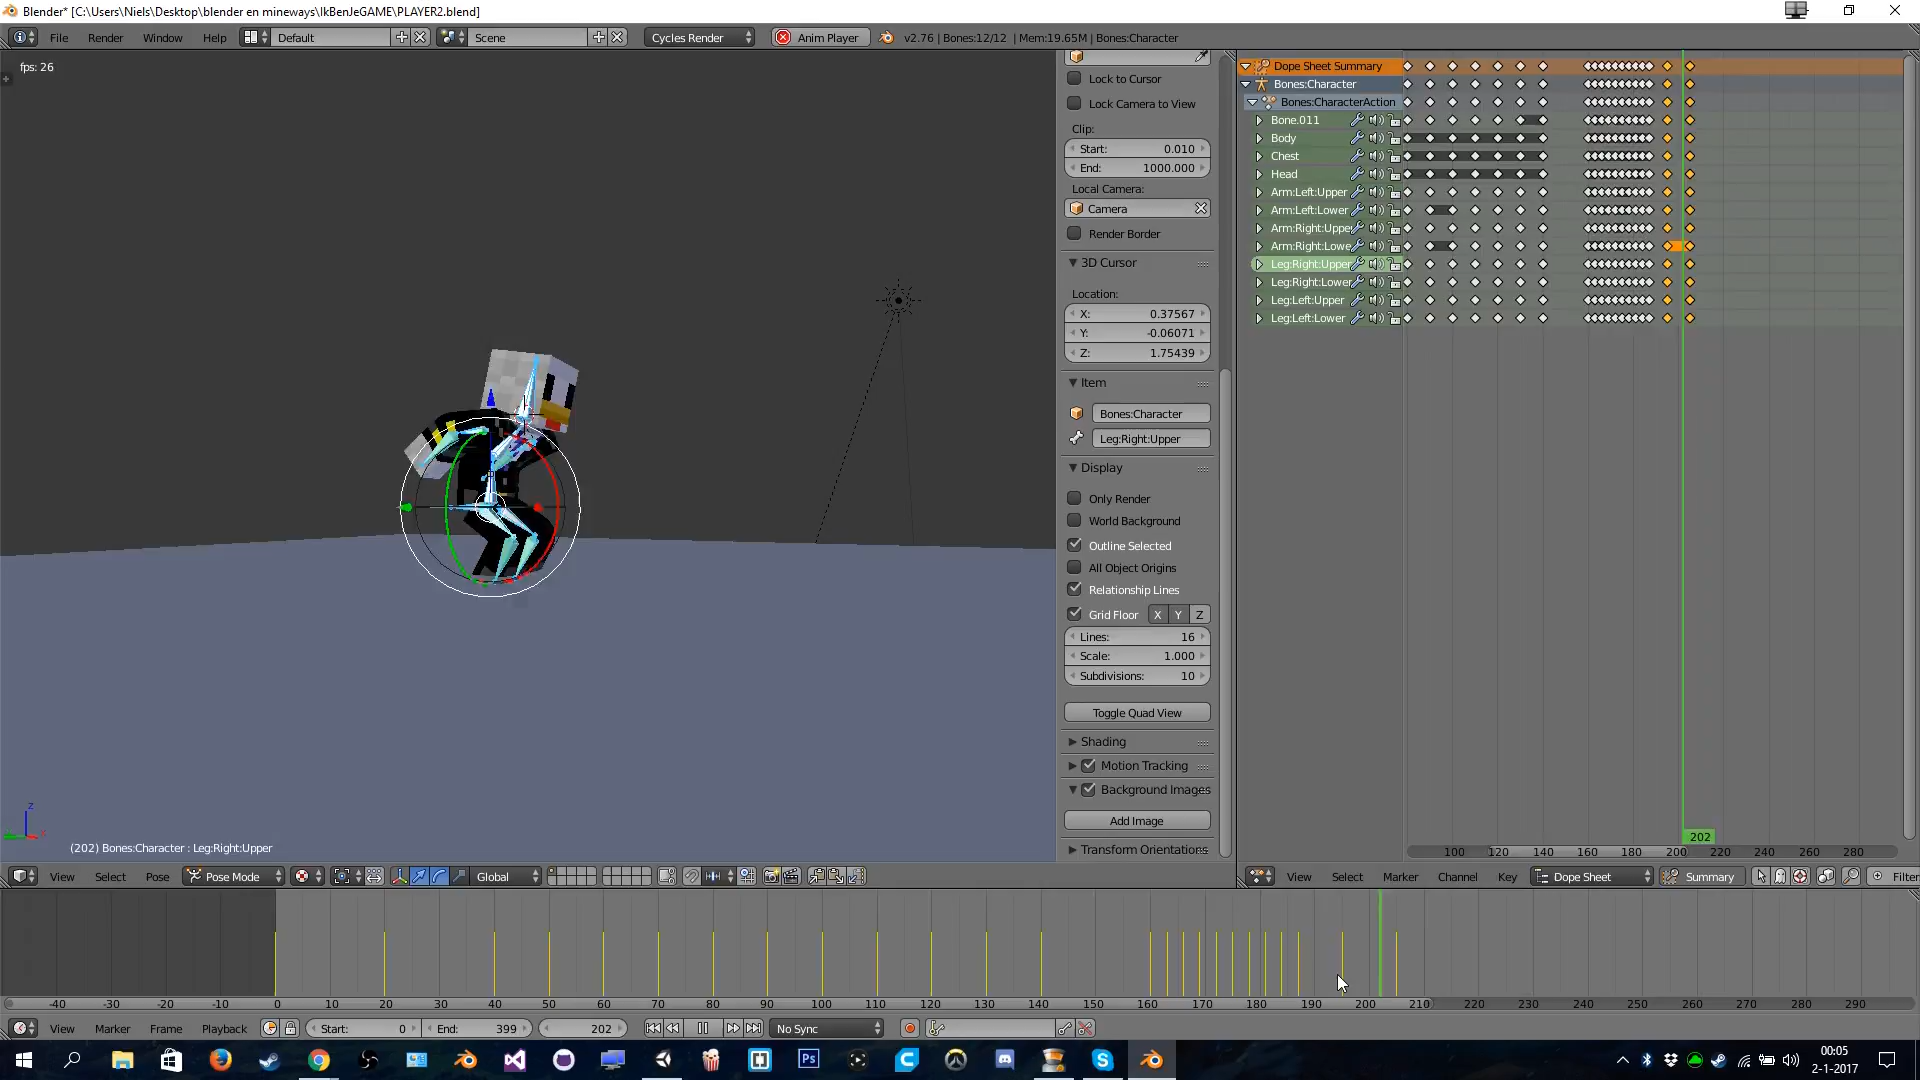 Blender* [C:\Users\Niels\Desktop\blender en mineways\IkBenJeGAME\PLAYER2.blend]
File Render Window Help Default Scene Cycles Render Anim Player v2.76 | Bones:12/12 | Mem:19.65M | Bones:Character
fps: 26
Lock to Cursor
Lock Camera to View
Clip:
Start: 0.010
End: 1000.000
Local Camera:
Camera
Render Border
3D Cursor
Location:
X: 0.37567
Y: -0.06071
Z: 1.75439
Item
Bones:Character
Leg:Right:Upper
Display
Only Render
World Background
Outline Selected
All Object Origins
Relationship Lines
Grid Floor X Y Z
Lines: 16
Scale: 1.000
Subdivisions: 10
Toggle Quad View
Shading
Motion Tracking
Background Images
Add Image
Transform Orientations
Dope Sheet Summary
Bones:Character
Bones:CharacterAction
Bone.011
Body
Chest
Head
Arm:Left:Upper
Arm:Left:Lower
Arm:Right:Uppe
Arm:Right:Lowe
Leg:Right:Upper
Leg:Right:Lower
Leg:Left:Upper
Leg:Left:Lower
202
100 120 140 160 180 200 220 240 260 280
z
(202) Bones:Character : Leg:Right:Upper
View Select Pose Pose Mode Global
View Select Marker Channel Key Dope Sheet Summary Filter
-40 -30 -20 -10 0 10 20 30 40 50 60 70 80 90 100 110 120 130 140 150 160 170 180 190 200 210 220 230 240 250 260 270 280 290
View Marker Frame Playback Start: 0 End: 399 202 No Sync
Ps
00:05
2-1-2017